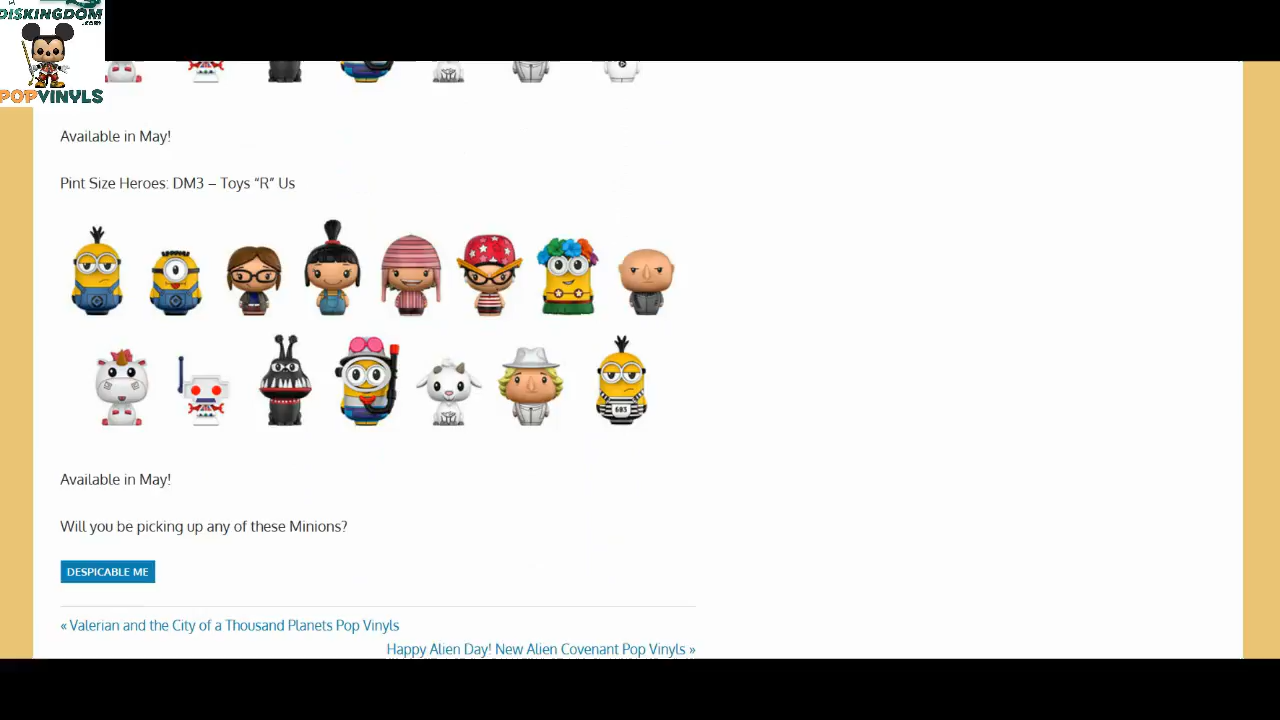 DISKINGDOM
.com
POPVINYLS
Available in May!
Pint Size Heroes: DM3 – Toys “R” Us
603
Available in May!
Will you be picking up any of these Minions?
DESPICABLE ME
« Valerian and the City of a Thousand Planets Pop Vinyls
Happy Alien Day! New Alien Covenant Pop Vinyls »